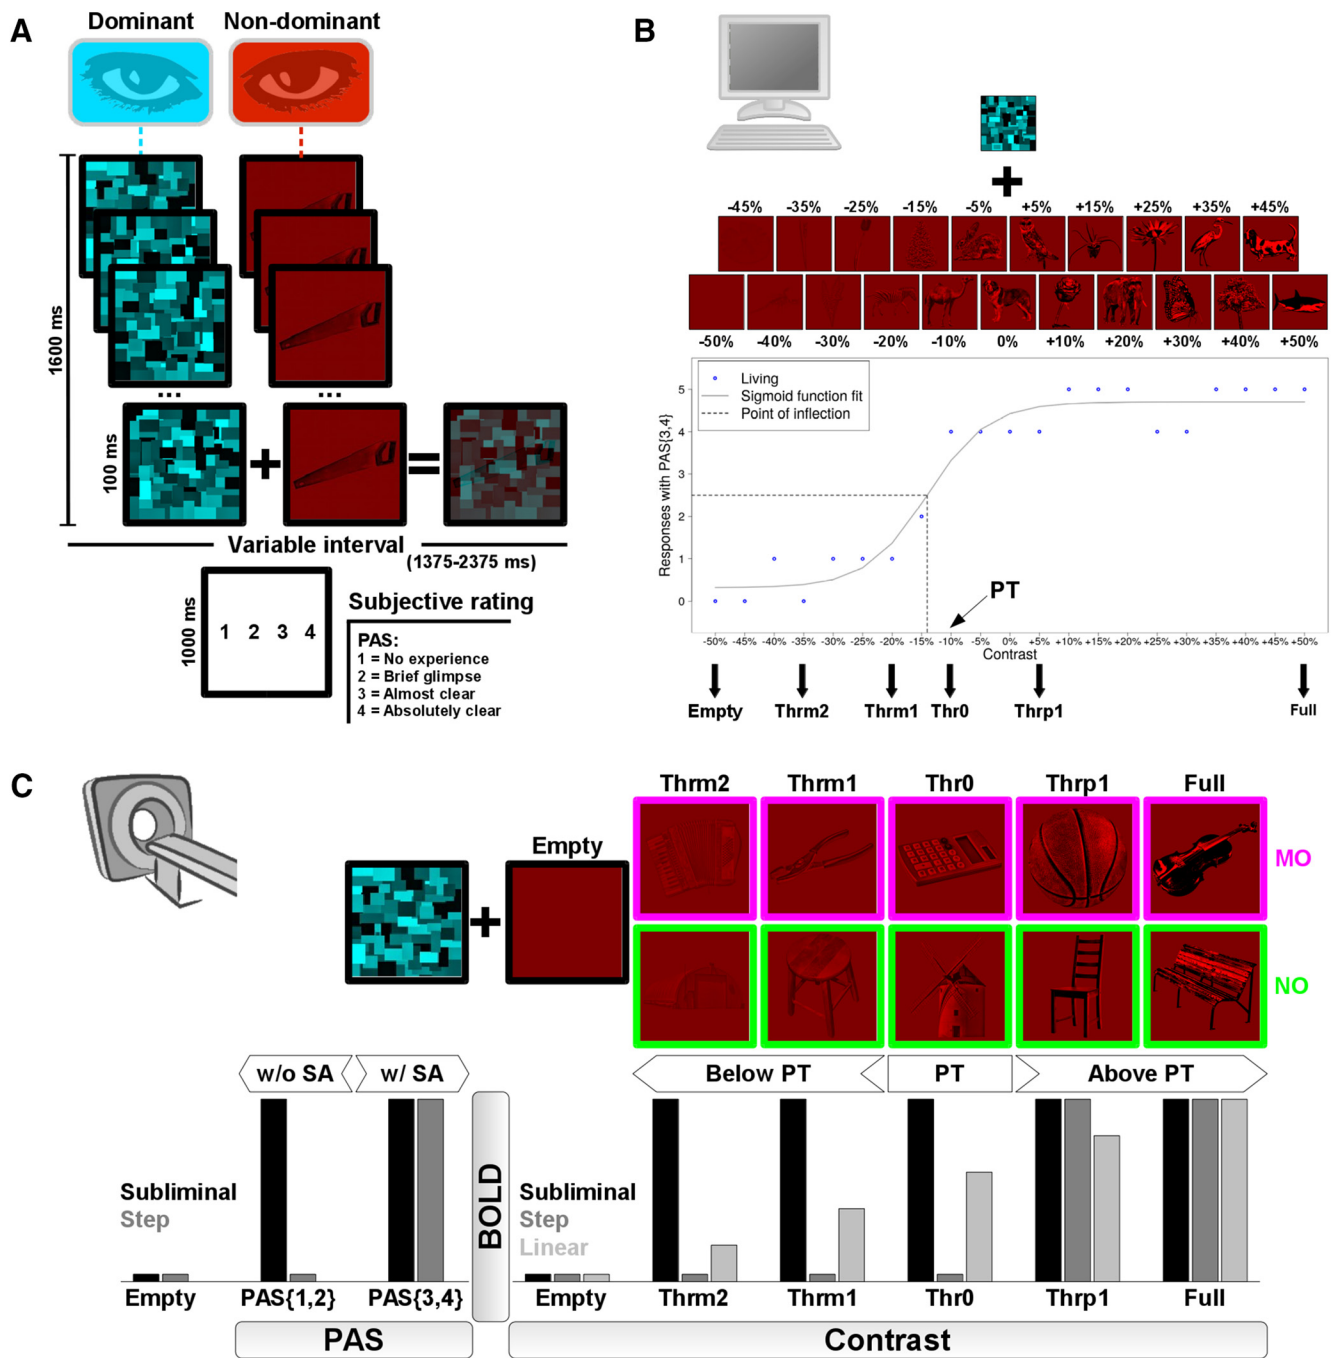 A
Dominant
Non-dominant
1600 ms
...
...
100 ms
Variable interval
(1375-2375 ms)
1000 ms
1 2 3 4
Subjective rating
PAS:
1 = No experience
2 = Brief glimpse
3 = Almost clear
4 = Absolutely clear
B
-45% -35% -25% -15% -5% +5% +15% +25% +35% +45%
-50% -40% -30% -20% -10% 0% +10% +20% +30% +40% +50%
Living
Sigmoid function fit
Point of inflection
Responses with PAS{3,4}
5
4
3
2
1
0
PT
-50% -45% -40% -35% -30% -25% -20% -15% -10% -5% 0% +5% +10% +15% +20% +25% +30% +35% +40% +45% +50%
Contrast
Empty Thrm2 Thrm1 Thr0 Thrp1 Full
C
Thrm2 Thrm1 Thr0 Thrp1 Full
Empty
MO
NO
w/o SA w/ SA
Below PT PT Above PT
Subliminal
Step
BOLD
Subliminal
Step
Linear
Empty PAS{1,2} PAS{3,4}
Empty Thrm2 Thrm1 Thr0 Thrp1 Full
PAS
Contrast